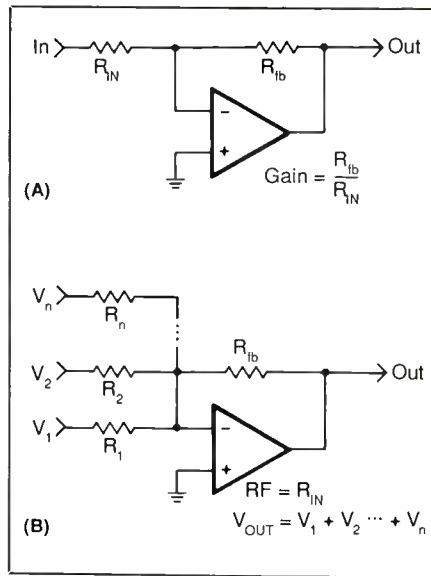 In R_IN R_fb Out
−
+
Gain = R_fb / R_IN
(A)
V_n R_n
R_fb
V_2 R_2 Out
V_1 R_1 −
+
RF = R_IN
V_OUT = V_1 + V_2 ··· + V_n
(B)